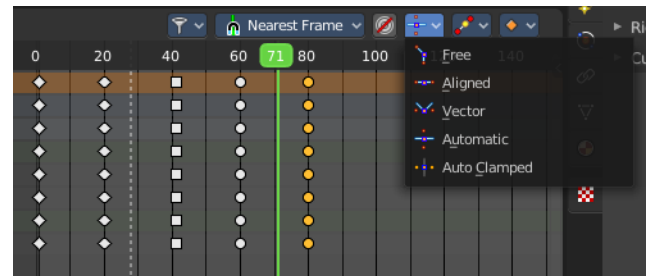 Nearest Frame
0 20 40 60 71 80 100 140
Free
Aligned
Vector
Automatic
Auto Clamped
Ri
Cu